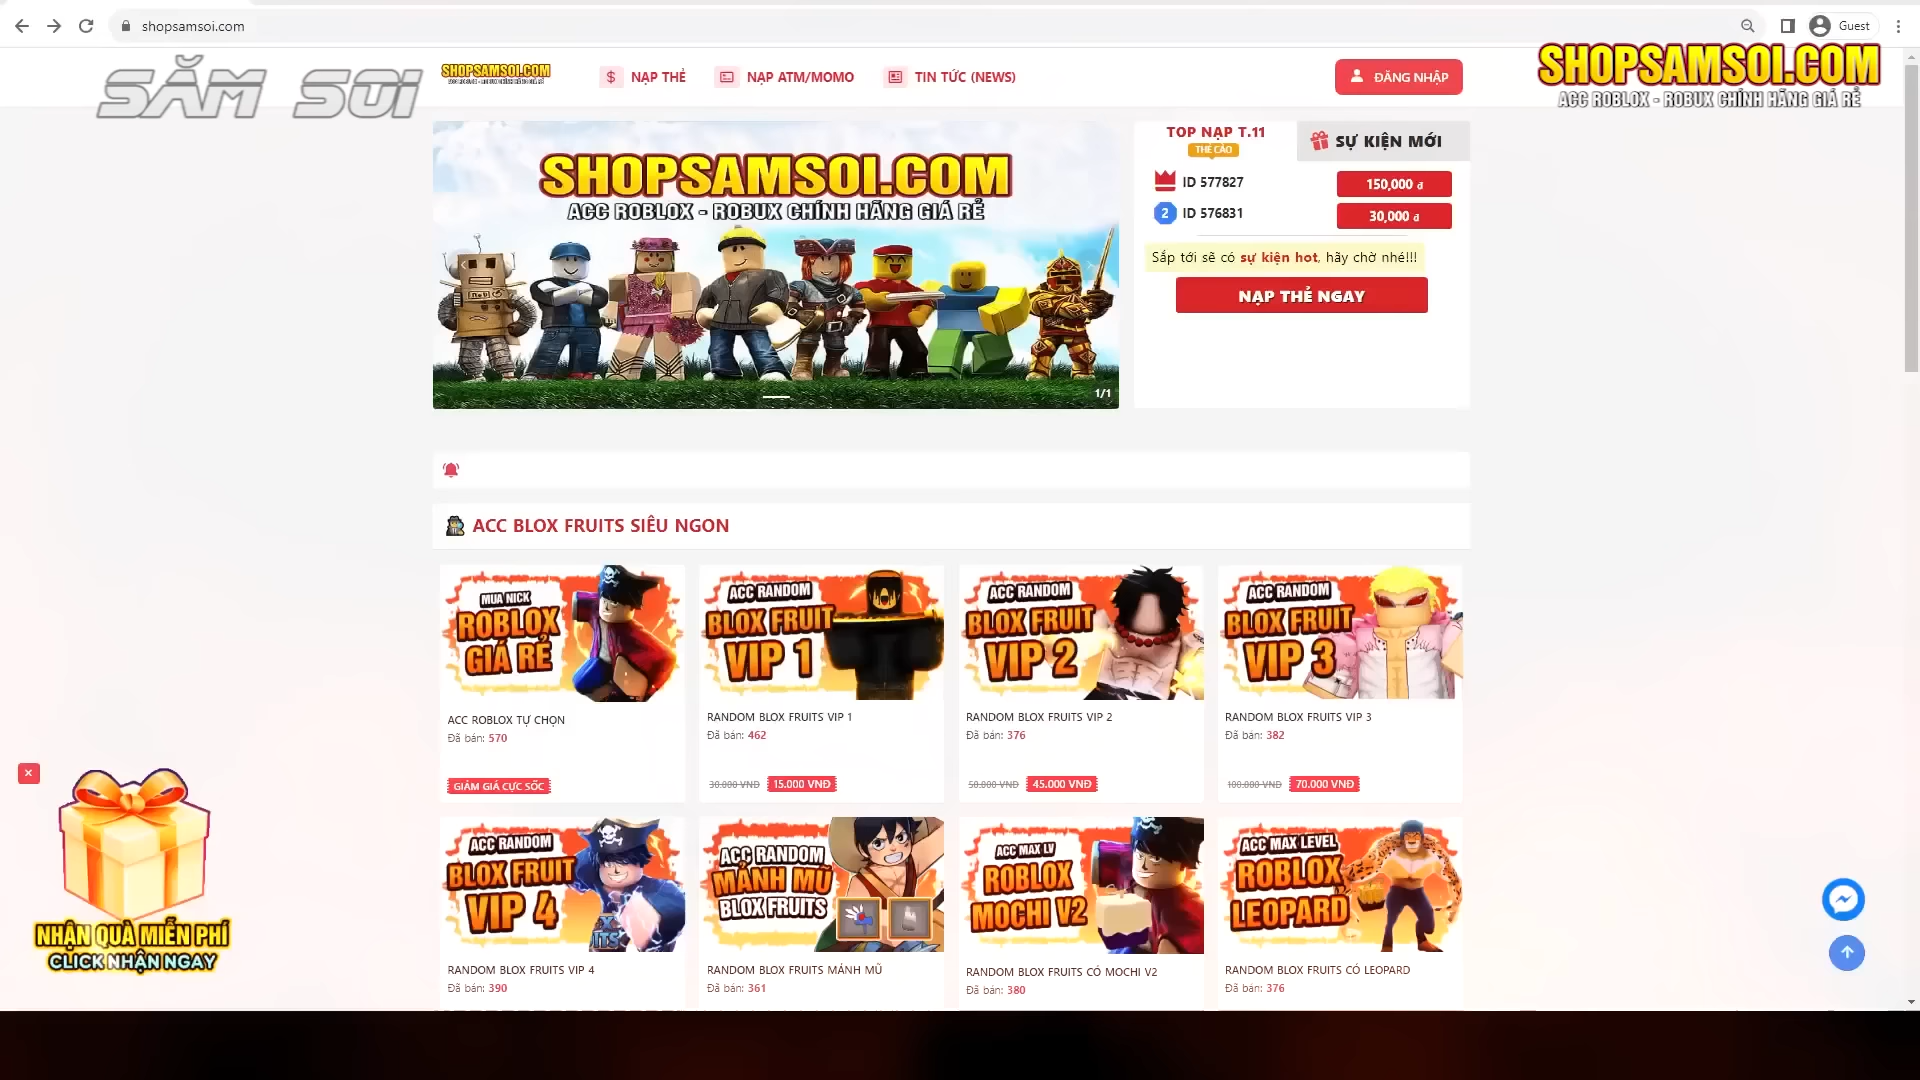 shopsamsoi.com
Guest
SĂM SOI
SHOPSAMSOI.COM
NẠP THẺ
NẠP ATM/MOMO
TIN TỨC (NEWS)
ĐĂNG NHẬP
SHOPSAMSOI.COM
ACC ROBLOX - ROBUX CHÍNH HÃNG GIÁ RẺ
SHOPSAMSOI.COM
ACC ROBLOX - ROBUX CHÍNH HÃNG GIÁ RẺ
1/1
TOP NẠP T.11
THẺ CÀO
SỰ KIỆN MỚI
ID 577827
150,000 đ
2
ID 576831
30,000 đ
Sắp tới sẽ có sự kiện hot, hãy chờ nhé!!!
NẠP THẺ NGAY
ACC BLOX FRUITS SIÊU NGON
MUA NICK
ROBLOX
GIÁ RẺ
ACC ROBLOX TỰ CHỌN
Đã bán: 570
GIẢM GIÁ CỰC SỐC
ACC RANDOM
BLOX FRUIT
VIP 1
RANDOM BLOX FRUITS VIP 1
Đã bán: 462
30.000 VNĐ 15.000 VNĐ
ACC RANDOM
BLOX FRUIT
VIP 2
RANDOM BLOX FRUITS VIP 2
Đã bán: 376
50.000 VNĐ 45.000 VNĐ
ACC RANDOM
BLOX FRUIT
VIP 3
RANDOM BLOX FRUITS VIP 3
Đã bán: 382
100.000 VNĐ 70.000 VNĐ
ACC RANDOM
BLOX FRUIT
VIP 4
RANDOM BLOX FRUITS VIP 4
Đã bán: 390
ACC RANDOM
MẢNH MŨ
BLOX FRUITS
RANDOM BLOX FRUITS MẢNH MŨ
Đã bán: 361
ACC MAX LV
ROBLOX
MOCHI V2
RANDOM BLOX FRUITS CÓ MOCHI V2
Đã bán: 380
ACC MAX LEVEL
ROBLOX
LEOPARD
RANDOM BLOX FRUITS CÓ LEOPARD
Đã bán: 376
NHẬN QUÀ MIỄN PHÍ
CLICK NHẬN NGAY